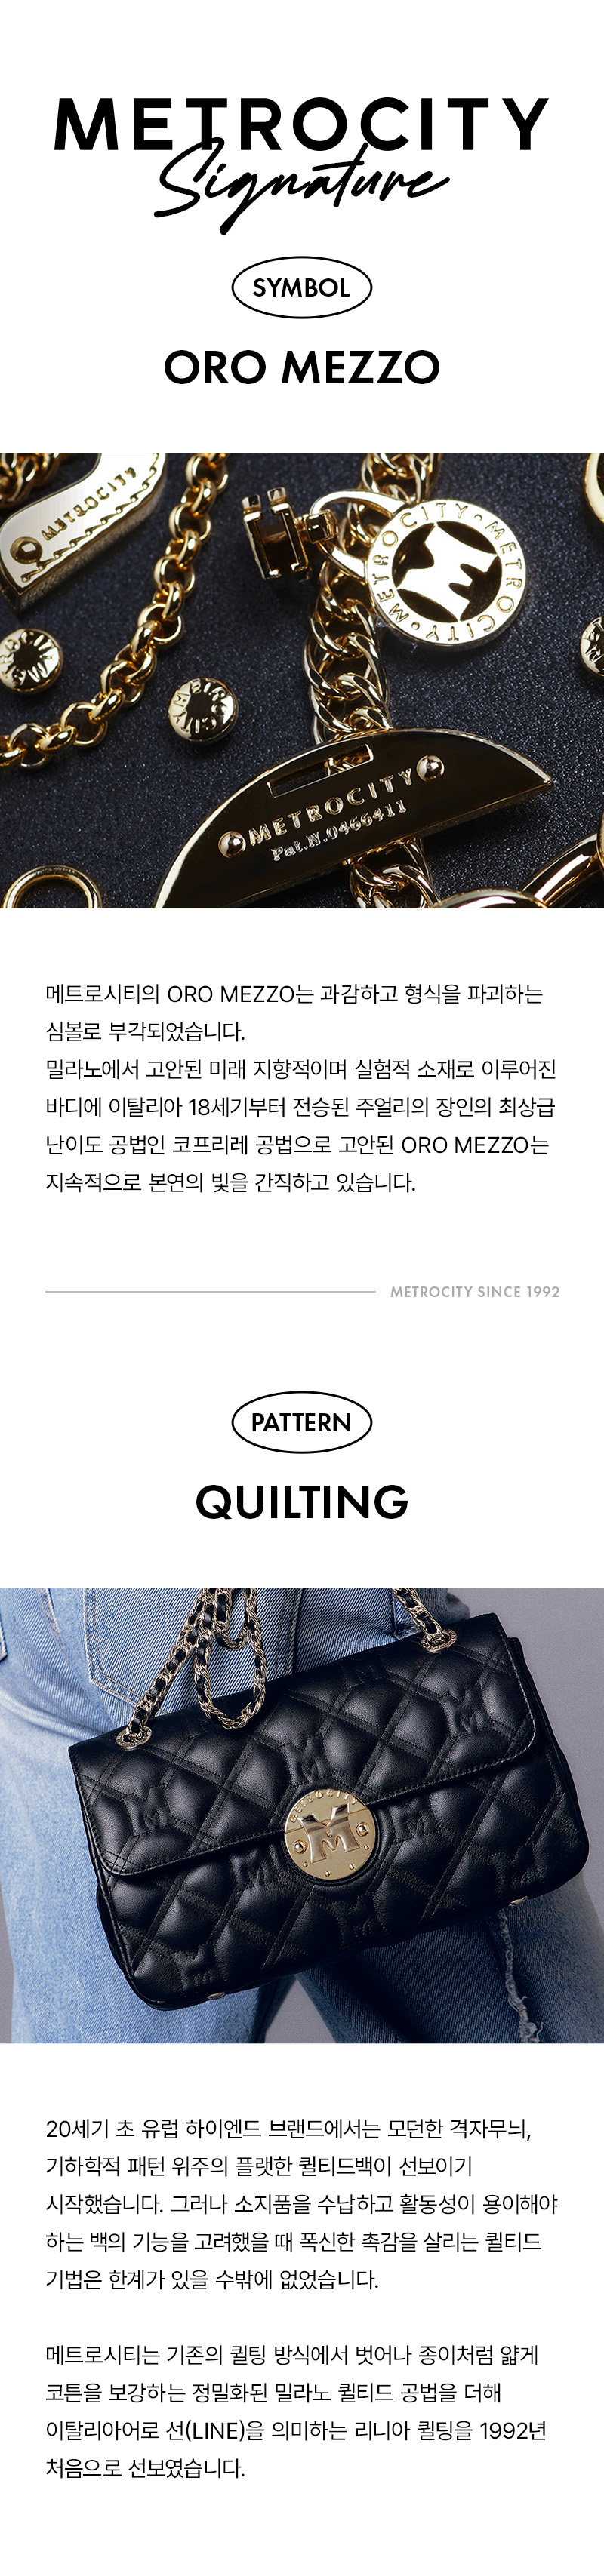 METROCITY
Signature
SYMBOL
ORO MEZZO
METROCITY
METROCITY · METROCITY ·
M
METROCITY
Pat.N.0466411
메트로시티의 ORO MEZZO는 과감하고 형식을 파괴하는
심볼로 부각되었습니다.
밀라노에서 고안된 미래 지향적이며 실험적 소재로 이루어진
바디에 이탈리아 18세기부터 전승된 주얼리의 장인의 최상급
난이도 공법인 코프리레 공법으로 고안된 ORO MEZZO는
지속적으로 본연의 빛을 간직하고 있습니다.
METROCITY SINCE 1992
PATTERN
QUILTING
METROCITY
M
20세기 초 유럽 하이엔드 브랜드에서는 모던한 격자무늬,
기하학적 패턴 위주의 플랫한 퀼티드백이 선보이기
시작했습니다. 그러나 소지품을 수납하고 활동성이 용이해야
하는 백의 기능을 고려했을 때 폭신한 촉감을 살리는 퀼티드
기법은 한계가 있을 수밖에 없었습니다.
메트로시티는 기존의 퀼팅 방식에서 벗어나 종이처럼 얇게
코튼을 보강하는 정밀화된 밀라노 퀼티드 공법을 더해
이탈리아어로 선(LINE)을 의미하는 리니아 퀼팅을 1992년
처음으로 선보였습니다.